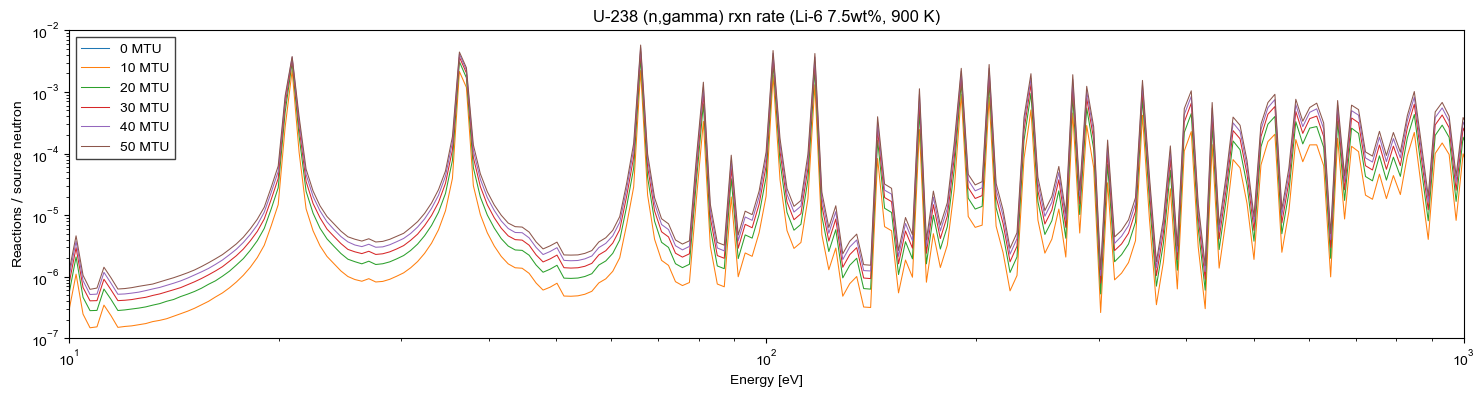 U-238 (n,gamma) rxn rate (Li-6 7.5wt%, 900 K)
10⁻²
10⁻³
10⁻⁴
10⁻⁵
10⁻⁶
10⁻⁷
Reactions / source neutron
0 MTU
10 MTU
20 MTU
30 MTU
40 MTU
50 MTU
10¹
10²
10³
Energy [eV]